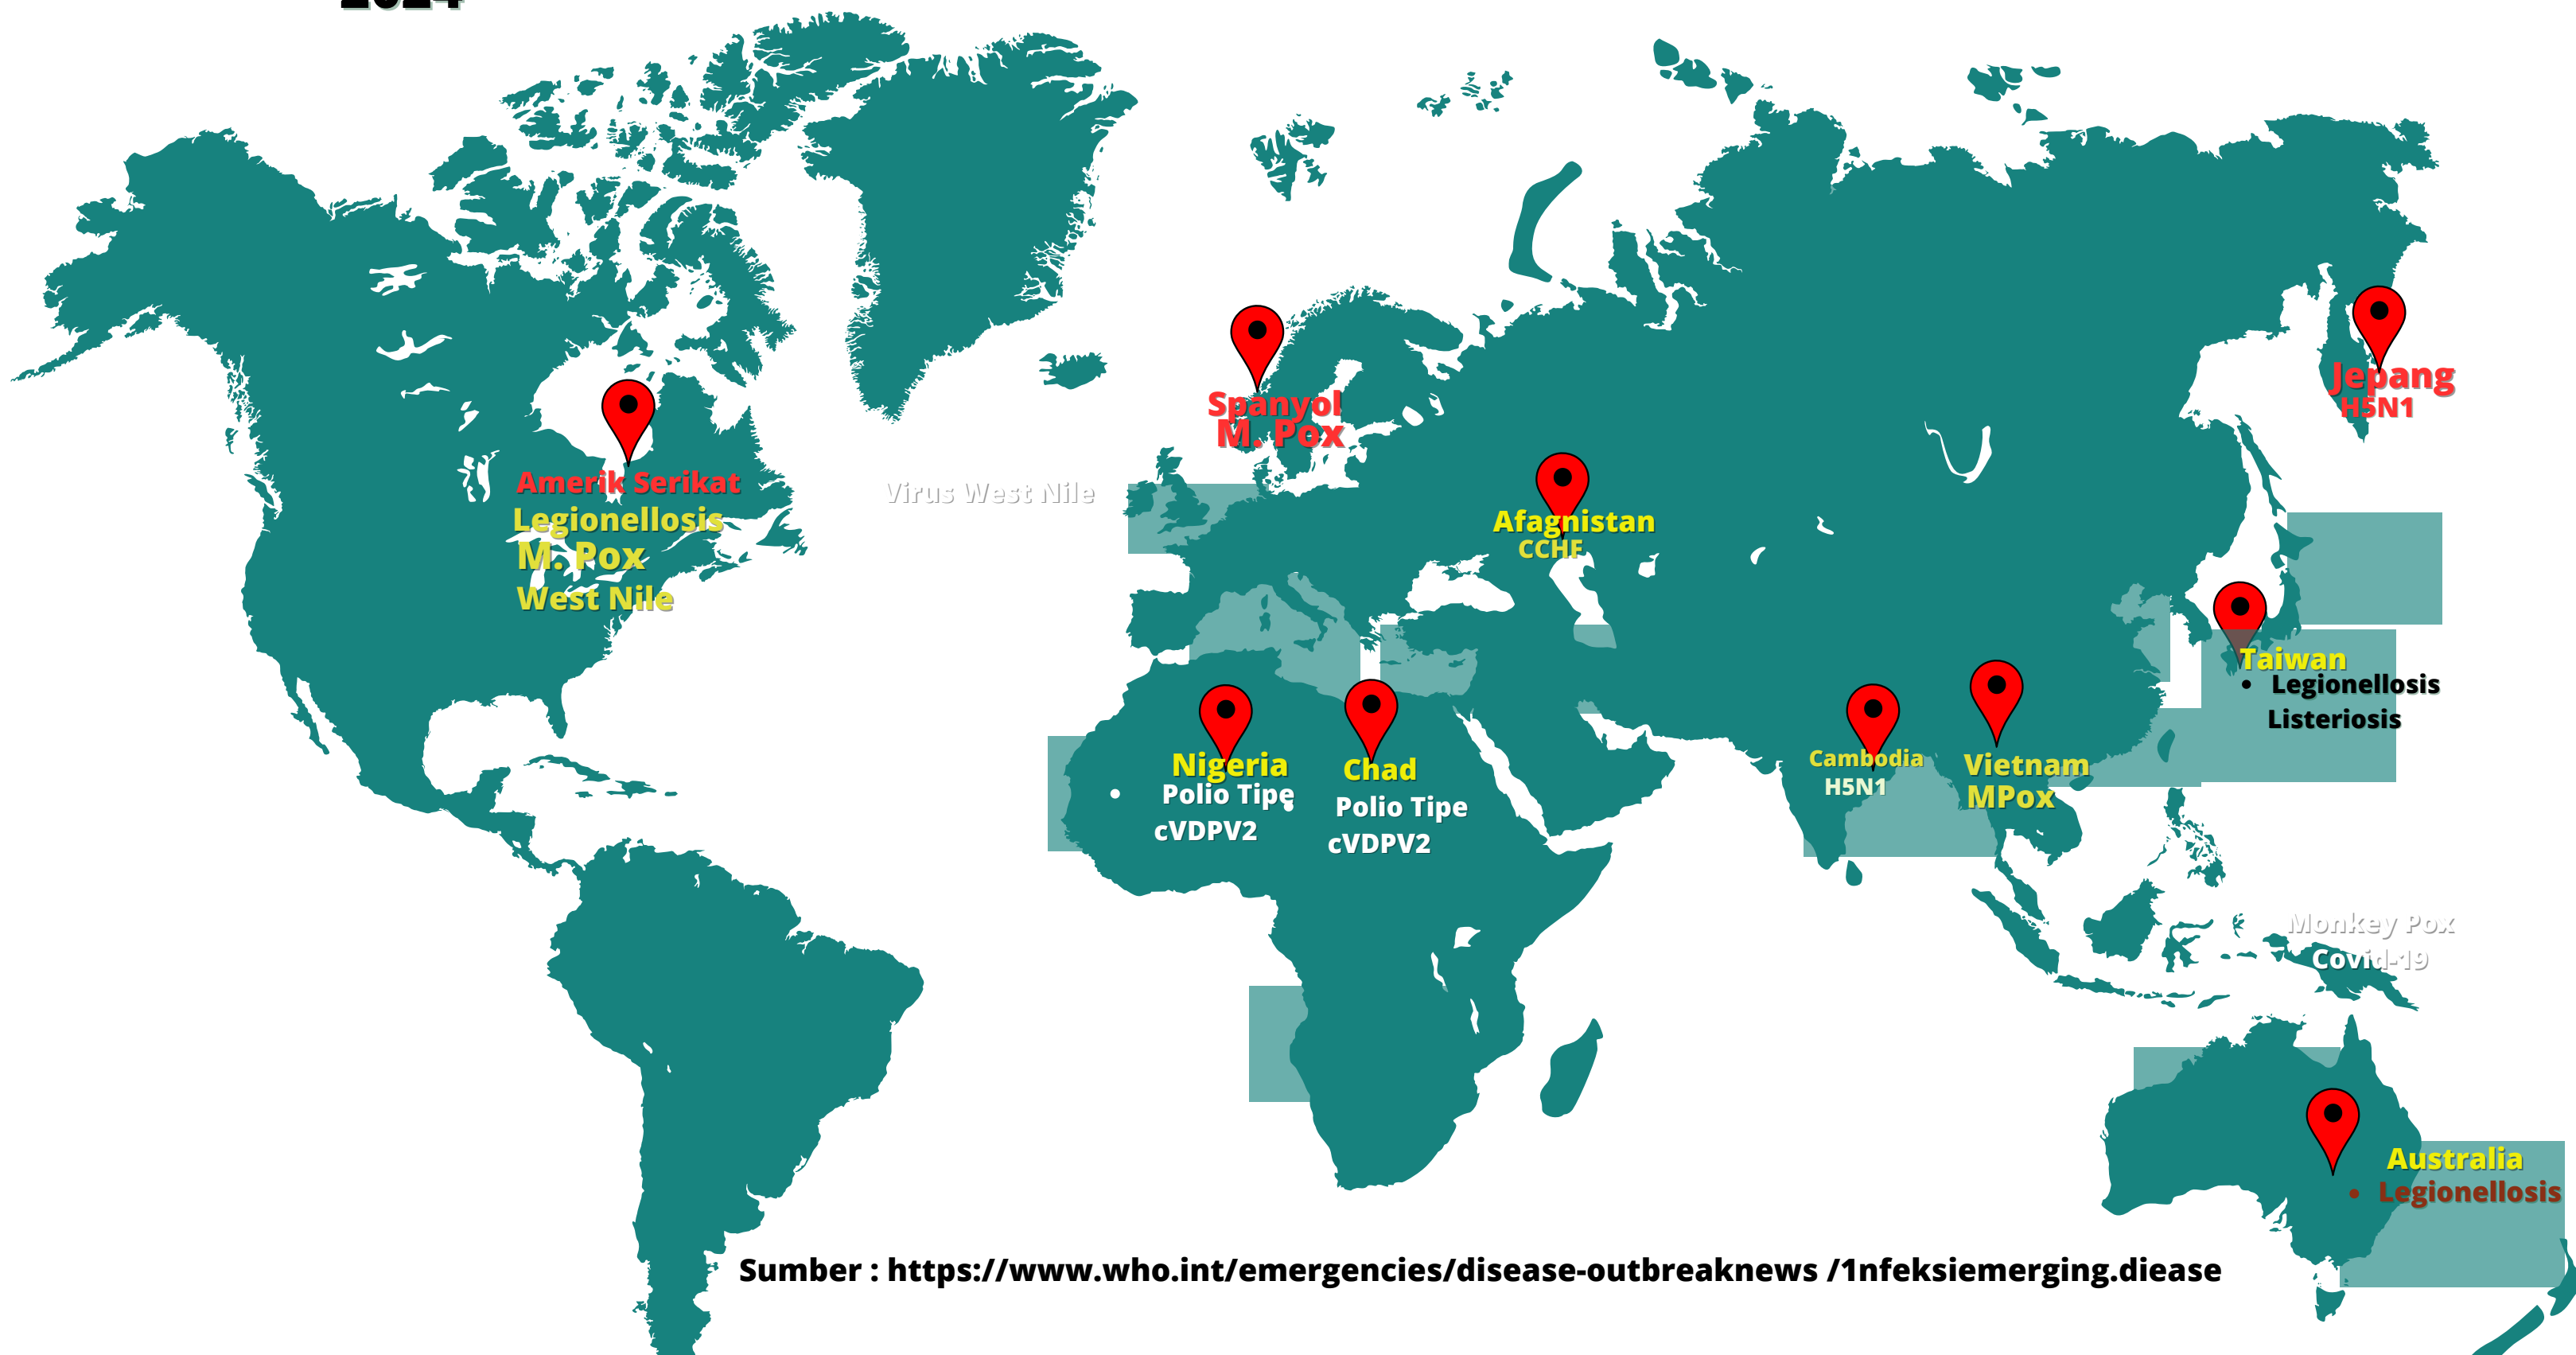 2024
Spanyol
M. Pox
Jepang
H5N1
Amerik Serikat
Legionellosis
M. Pox
West Nile
Virus West Nile
Afagnistan
CCHF
Taiwan
• Legionellosis
Listeriosis
Nigeria
• Polio Tipe
cVDPV2
Chad
• Polio Tipe
cVDPV2
Cambodia
H5N1
Vietnam
MPox
Monkey Pox
Covid-19
Australia
• Legionellosis
Sumber : https://www.who.int/emergencies/disease-outbreaknews /1nfeksiemerging.diease